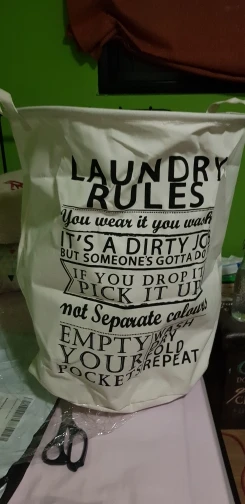 LAUNDRY
RULES
You wear it you wash
IT'S A DIRTY JO
BUT SOMEONE'S GOTTA DO
IF YOU DROP IT
PICK IT UP
not Separate colours
EMPTY
YOUR
POCKETS
WASH
DRY
FOLD
REPEAT